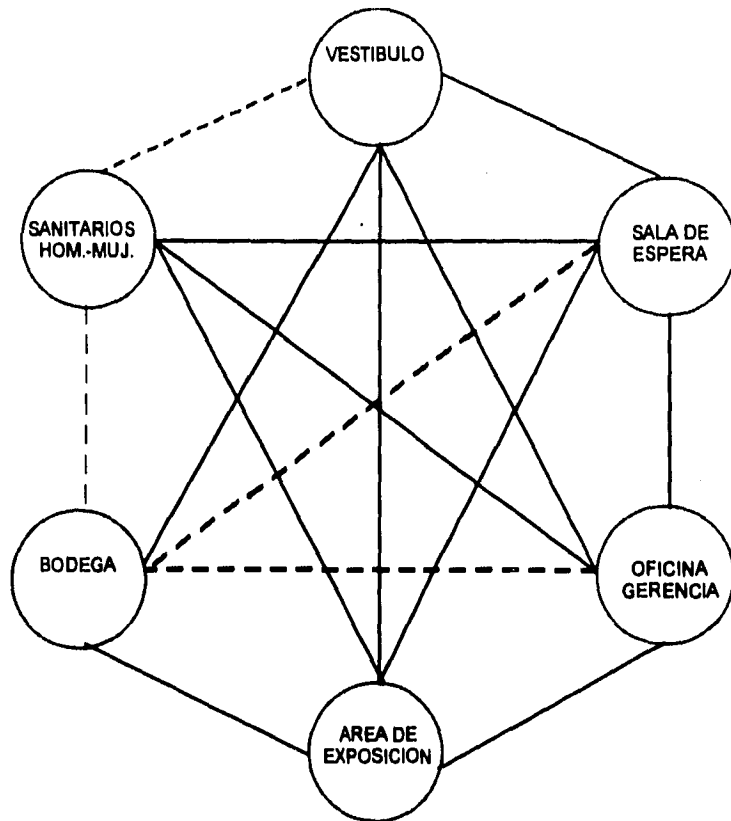 VESTIBULO
SANITARIOS
HOM.-MUJ.
SALA DE
ESPERA
BODEGA
OFICINA
GERENCIA
AREA DE
EXPOSICION